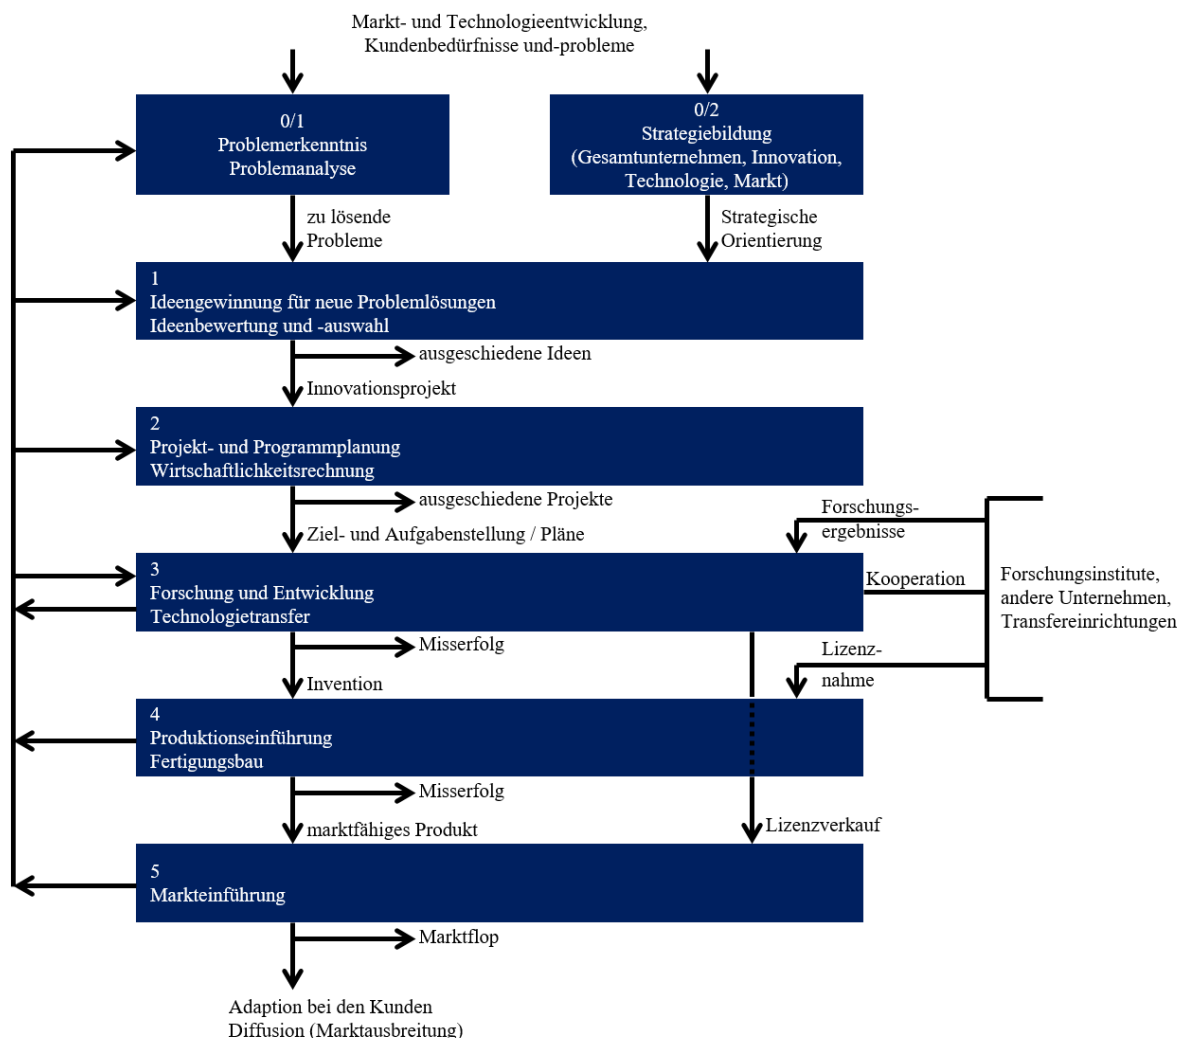 Markt- und Technologieentwicklung,
Kundenbedürfnisse und-probleme
0/1
Problemerkenntnis
Problemanalyse
0/2
Strategiebildung
(Gesamtunternehmen, Innovation,
Technologie, Markt)
zu lösende
Probleme
Strategische
Orientierung
1
Ideengewinnung für neue Problemlösungen
Ideenbewertung und -auswahl
ausgeschiedene Ideen
Innovationsprojekt
2
Projekt- und Programmplanung
Wirtschaftlichkeitsrechnung
ausgeschiedene Projekte
Ziel- und Aufgabenstellung / Pläne
Forschungs-
ergebnisse
3
Forschung und Entwicklung
Technologietransfer
Kooperation
Forschungsinstitute,
andere Unternehmen,
Transfereinrichtungen
Misserfolg
Invention
Lizenz-
nahme
4
Produktionseinführung
Fertigungsbau
Misserfolg
marktfähiges Produkt
Lizenzverkauf
5
Markteinführung
Marktflop
Adaption bei den Kunden
Diffusion (Marktausbreitung)